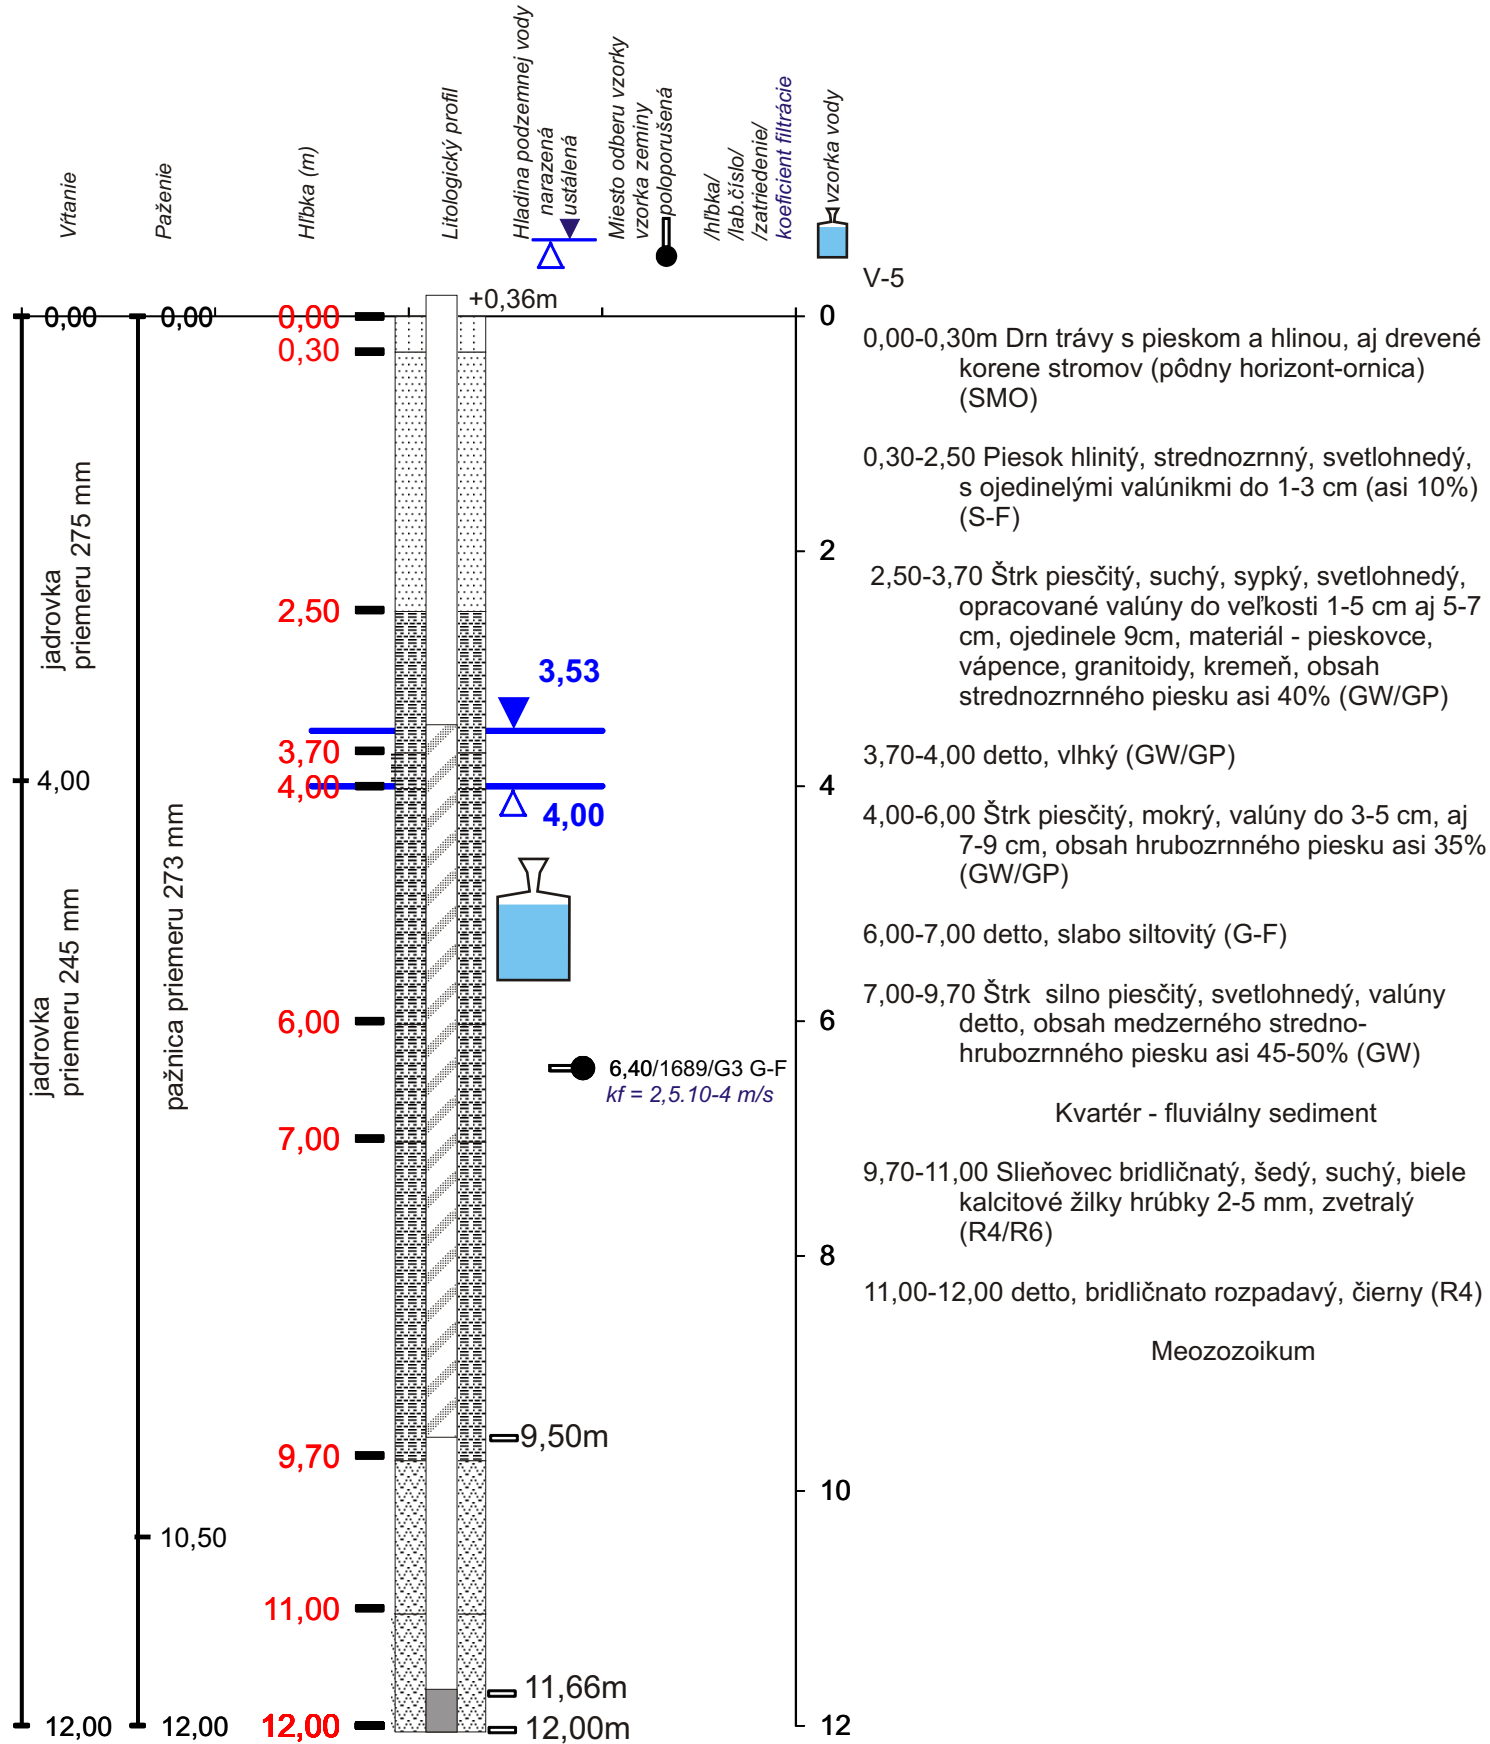 Vŕtanie
Paženie
Hľbka (m)
Litologický profil
Hladina podzemnej vody
narazená
ustálená
Miesto odberu vzorky
vzorka zeminy
poloporušená
/hľbka/
/lab.číslo/
/zatriedenie/
koeficient filtrácie
vzorka vody
V-5
+0,36m
0,00
0,00
0,00
0
0,30
2,50
3,53
3,70
4,00
4,00
4,00
6,00
7,00
9,70
10,50
11,00
12,00
12,00
12,00
jadrovka
priemeru 275 mm
jadrovka
priemeru 245 mm
pažnica priemeru 273 mm
6,40/1689/G3 G-F
kf = 2,5.10-4 m/s
9,50m
11,66m
12,00m
2
4
6
8
10
12
0,00-0,30m Drn trávy s pieskom a hlinou, aj drevené
korene stromov (pôdny horizont-ornica)
(SMO)
0,30-2,50 Piesok hlinitý, strednozrnný, svetlohnedý,
s ojedinelými valúnikmi do 1-3 cm (asi 10%)
(S-F)
2,50-3,70 Štrk piesčitý, suchý, sypký, svetlohnedý,
opracované valúny do veľkosti 1-5 cm aj 5-7
cm, ojedinele 9cm, materiál - pieskovce,
vápence, granitoidy, kremeň, obsah
strednozrnného piesku asi 40% (GW/GP)
3,70-4,00 detto, vlhký (GW/GP)
4,00-6,00 Štrk piesčitý, mokrý, valúny do 3-5 cm, aj
7-9 cm, obsah hrubozrnného piesku asi 35%
(GW/GP)
6,00-7,00 detto, slabo siltovitý (G-F)
7,00-9,70 Štrk  silno piesčitý, svetlohnedý, valúny
detto, obsah medzerného stredno-
hrubozrnného piesku asi 45-50% (GW)
Kvartér - fluviálny sediment
9,70-11,00 Slieňovec bridličnatý, šedý, suchý, biele
kalcitové žilky hrúbky 2-5 mm, zvetralý
(R4/R6)
11,00-12,00 detto, bridličnato rozpadavý, čierny (R4)
Meozozoikum